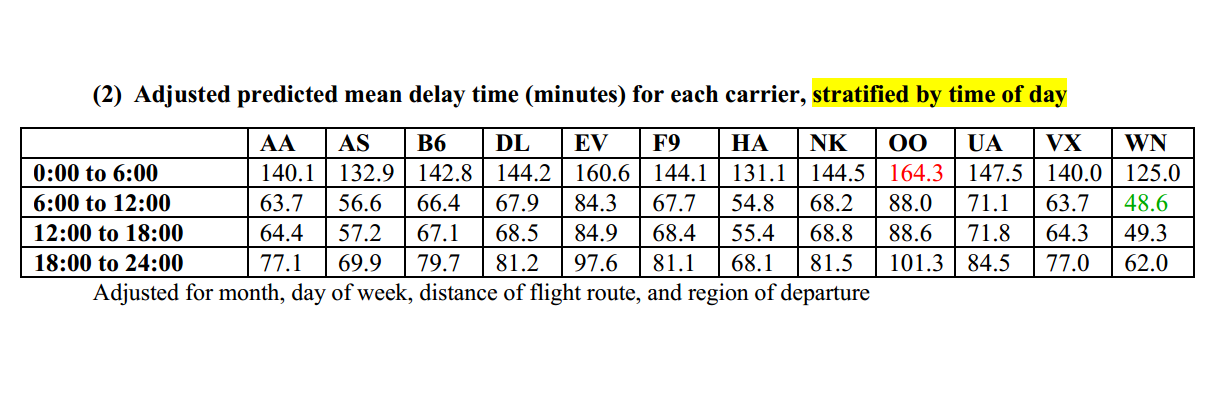 (2) Adjusted predicted mean delay time (minutes) for each carrier, stratified by time of day
AA AS B6 DL EV F9 HA NK OO UA VX WN
0:00 to 6:00 140.1 132.9 142.8 144.2 160.6 144.1 131.1 144.5 164.3 147.5 140.0 125.0
6:00 to 12:00 63.7 56.6 66.4 67.9 84.3 67.7 54.8 68.2 88.0 71.1 63.7 48.6
12:00 to 18:00 64.4 57.2 67.1 68.5 84.9 68.4 55.4 68.8 88.6 71.8 64.3 49.3
18:00 to 24:00 77.1 69.9 79.7 81.2 97.6 81.1 68.1 81.5 101.3 84.5 77.0 62.0
Adjusted for month, day of week, distance of flight route, and region of departure